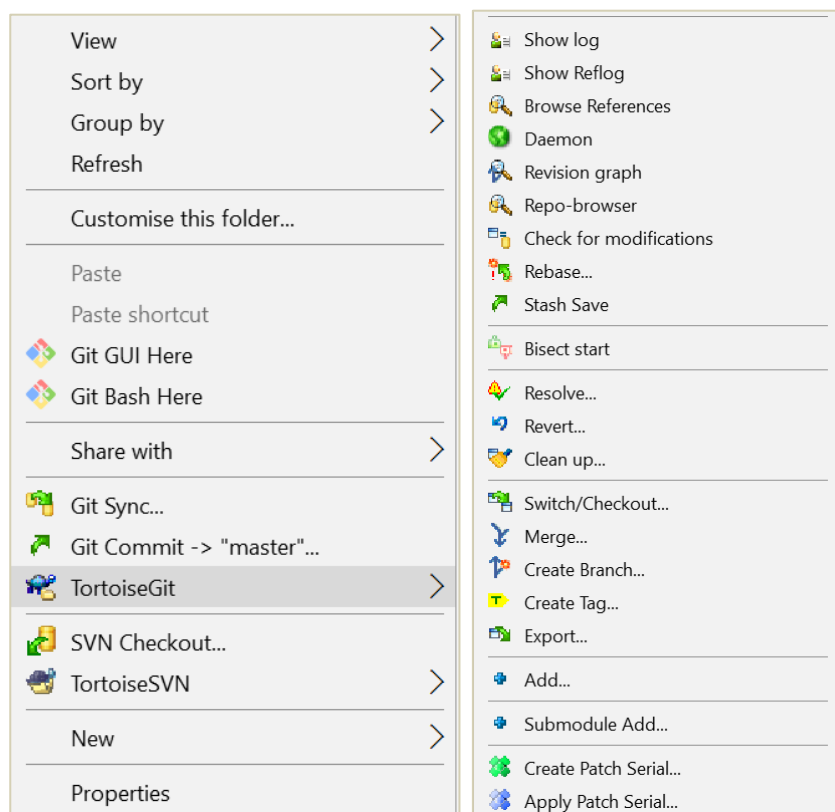 View
Sort by
Group by
Refresh
Customise this folder...
Paste
Paste shortcut
Git GUI Here
Git Bash Here
Share with
Git Sync...
Git Commit -> "master"...
TortoiseGit
SVN Checkout...
TortoiseSVN
New
Properties
Show log
Show Reflog
Browse References
Daemon
Revision graph
Repo-browser
Check for modifications
Rebase...
Stash Save
Bisect start
Resolve...
Revert...
Clean up...
Switch/Checkout...
Merge...
Create Branch...
Create Tag...
Export...
Add...
Submodule Add...
Create Patch Serial...
Apply Patch Serial...